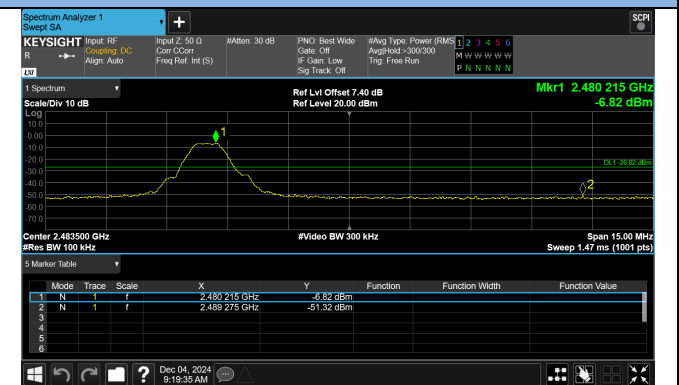 Spectrum Analyzer 1
Swept SA
+
SCPI
KEYSIGHT
R
LXI
Input: RF
Coupling: DC
Align: Auto
Input Z: 50 Ω
Corr CCorr
Freq Ref: Int (S)
#Atten: 30 dB
PNO: Best Wide
Gate: Off
IF Gain: Low
Sig Track: Off
#Avg Type: Power (RMS)
Avg|Hold:>300/300
Trig: Free Run
1 2 3 4 5 6
M W W W W W
P N N N N N
1 Spectrum
Scale/Div 10 dB
Ref Lvl Offset 7.40 dB
Ref Level 20.00 dBm
Mkr1 2.480 215 GHz
-6.82 dBm
Log
10.0
0.00
-10.0
-20.0
-30.0
-40.0
-50.0
-60.0
-70.0
1
DL1 -26.82 dBm
2
Center 2.483500 GHz
#Res BW 100 kHz
#Video BW 300 kHz
Span 15.00 MHz
Sweep 1.47 ms (1001 pts)
5 Marker Table
Mode Trace Scale X Y Function Function Width Function Value
1 N 1 f 2.480 215 GHz -6.82 dBm
2 N 1 f 2.489 275 GHz -51.32 dBm
3
4
5
6
?
Dec 04, 2024
9:19:35 AM